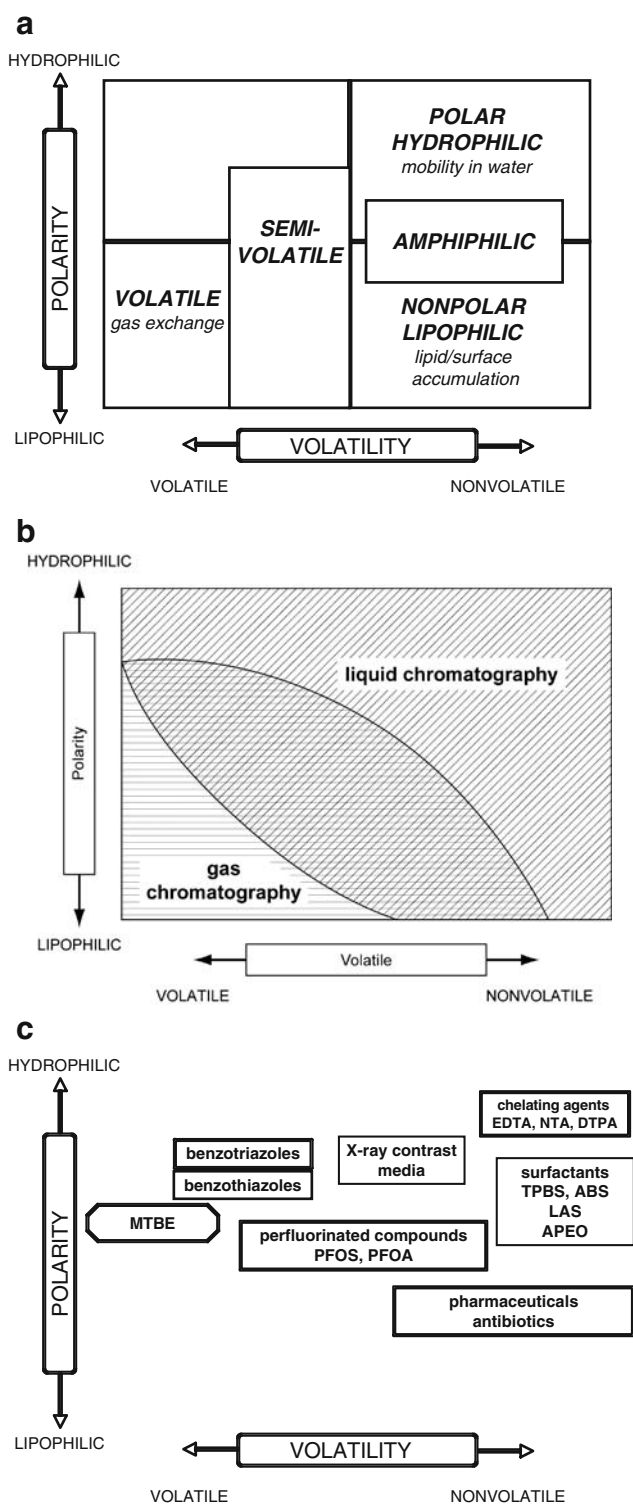 a
HYDROPHILIC
POLARITY
LIPOPHILIC
POLAR
HYDROPHILIC
mobility in water
SEMI-
VOLATILE
AMPHIPHILIC
VOLATILE
gas exchange
NONPOLAR
LIPOPHILIC
lipid/surface
accumulation
VOLATILITY
VOLATILE
NONVOLATILE
b
HYDROPHILIC
Polarity
LIPOPHILIC
liquid chromatography
gas
chromatography
Volatile
VOLATILE
NONVOLATILE
c
HYDROPHILIC
POLARITY
LIPOPHILIC
chelating agents
EDTA, NTA, DTPA
benzotriazoles
benzothiazoles
X-ray contrast
media
surfactants
TPBS, ABS
LAS
APEO
MTBE
perfluorinated compounds
PFOS, PFOA
pharmaceuticals
antibiotics
VOLATILITY
VOLATILE
NONVOLATILE